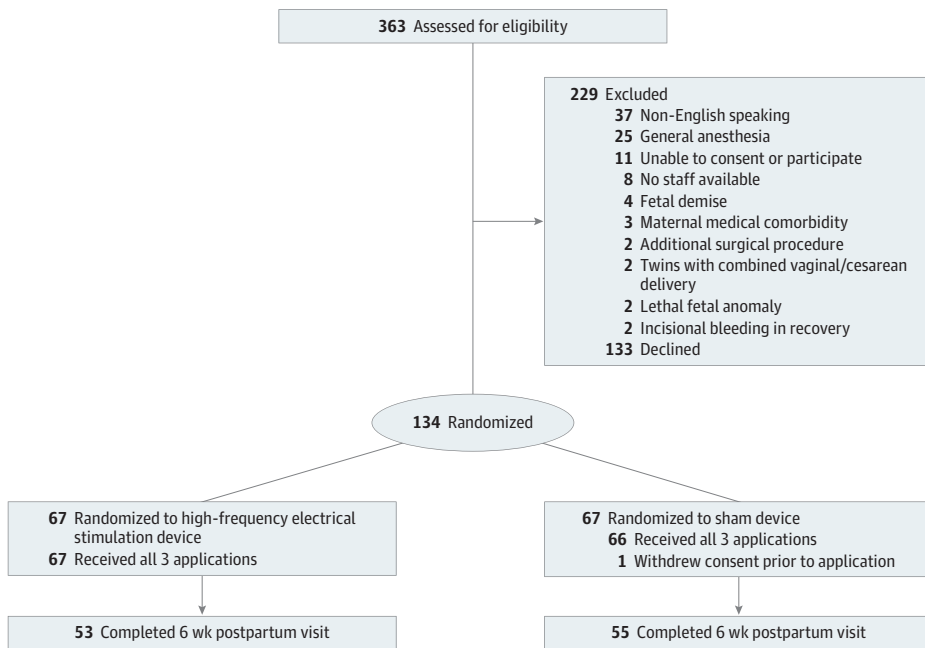 363 Assessed for eligibility
229 Excluded
37 Non-English speaking
25 General anesthesia
11 Unable to consent or participate
8 No staff available
4 Fetal demise
3 Maternal medical comorbidity
2 Additional surgical procedure
2 Twins with combined vaginal/cesarean
delivery
2 Lethal fetal anomaly
2 Incisional bleeding in recovery
133 Declined
134 Randomized
67 Randomized to high-frequency electrical
stimulation device
67 Received all 3 applications
67 Randomized to sham device
66 Received all 3 applications
1 Withdrew consent prior to application
53 Completed 6 wk postpartum visit
55 Completed 6 wk postpartum visit